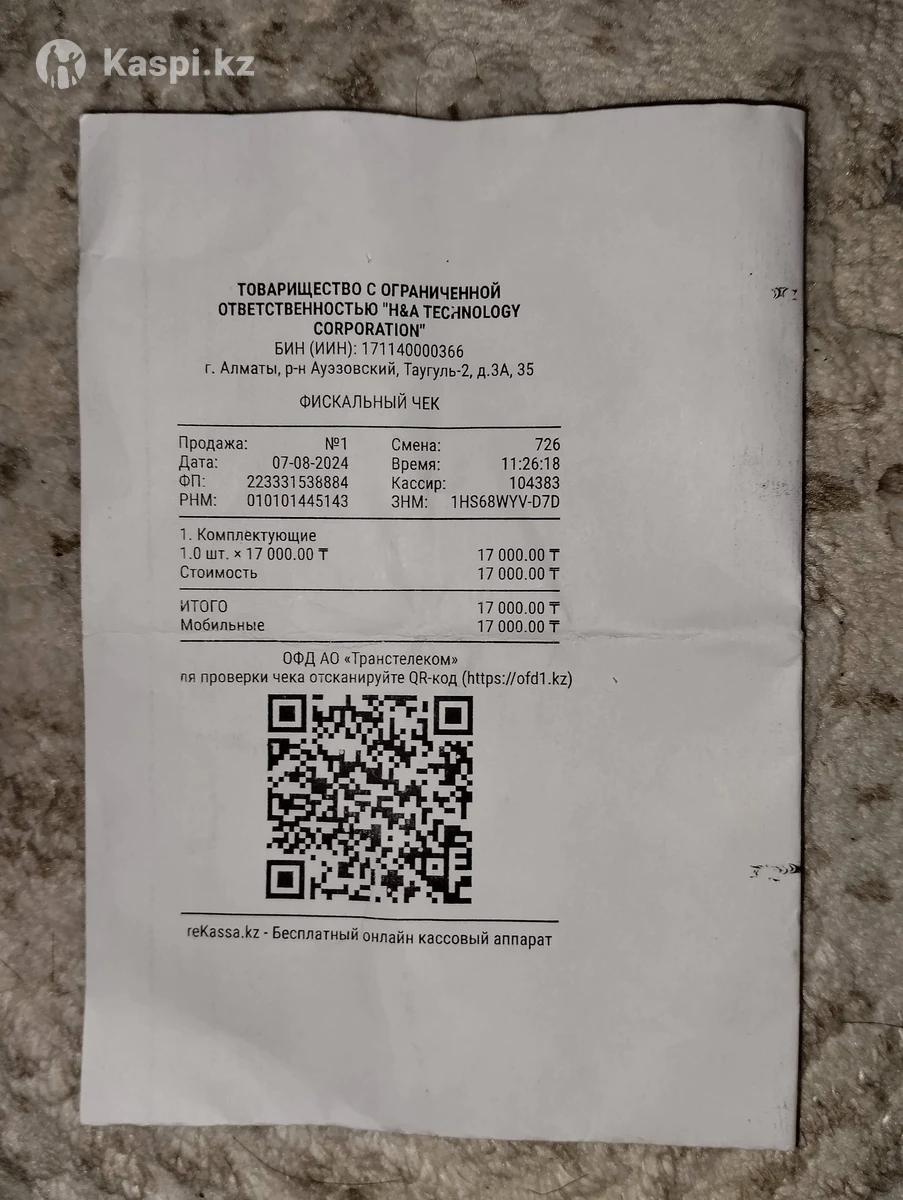 Kaspi.kz
ТОВАРИЩЕСТВО С ОГРАНИЧЕННОЙ
ОТВЕТСТВЕННОСТЬЮ "H&A TECHNOLOGY
CORPORATION"
БИН (ИИН): 171140000366
г. Алматы, р-н Ауэзовский, Таугуль-2, д.3А, 35
ФИСКАЛЬНЫЙ ЧЕК
Продажа: №1 Смена: 726
Дата: 07-08-2024 Время: 11:26:18
ФП: 223331538884 Кассир: 104383
РНМ: 010101445143 ЗНМ: 1HS68WYV-D7D
1. Комплектующие
1.0 шт. × 17 000.00 ₸ 17 000.00 ₸
Стоимость 17 000.00 ₸
ИТОГО 17 000.00 ₸
Мобильные 17 000.00 ₸
ОФД АО «Транстелеком»
ля проверки чека отсканируйте QR-код (https://ofd1.kz)
reKassa.kz - Бесплатный онлайн кассовый аппарат